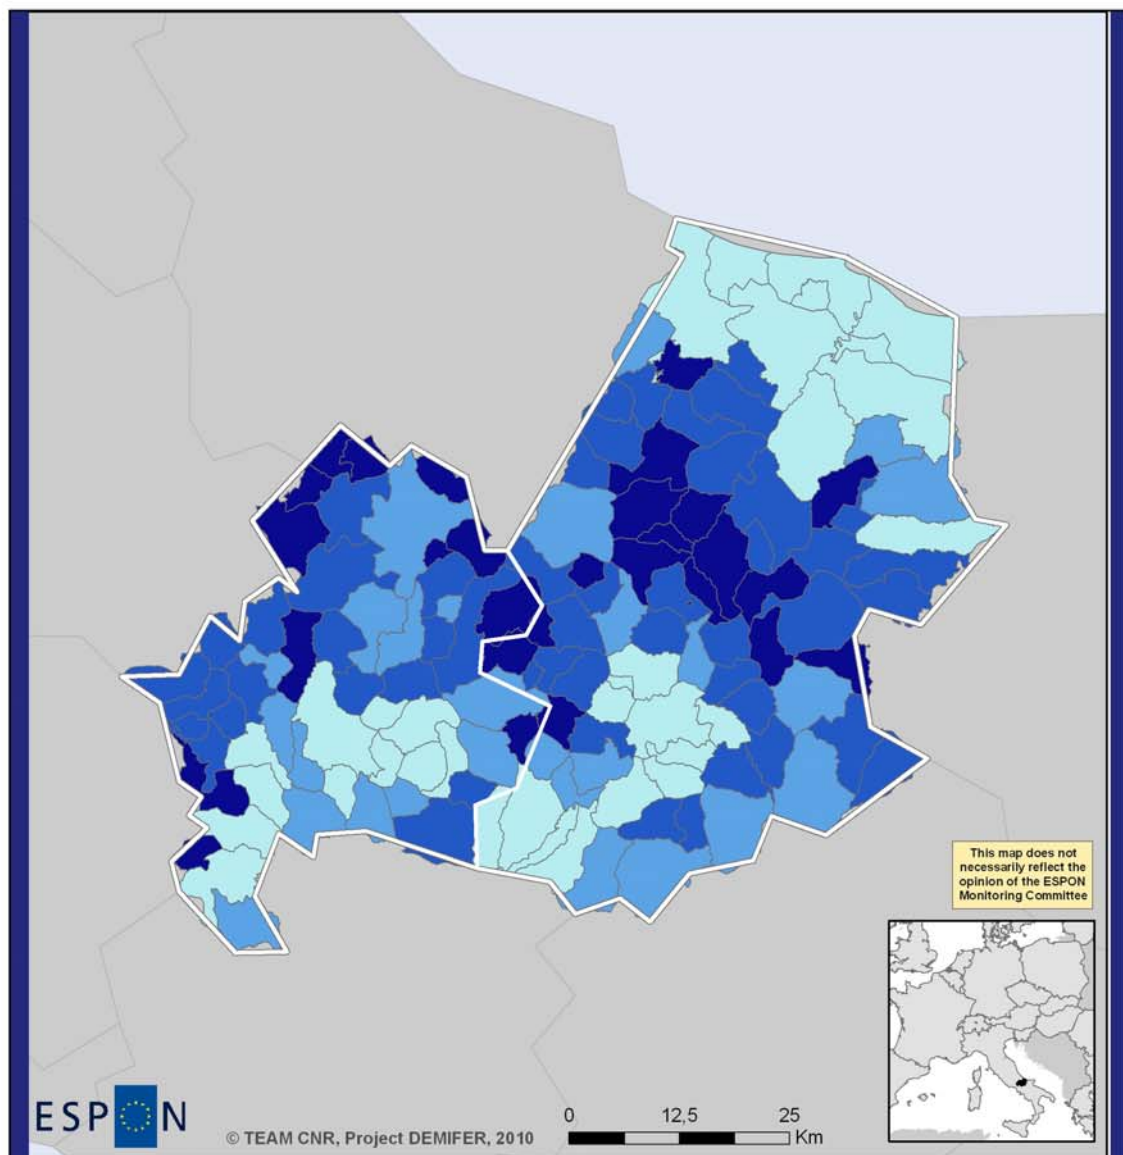 This map does not
necessarily reflect the
opinion of the ESPON
Monitoring Committee
ESPON
© TEAM CNR, Project DEMIFER, 2010
0 12,5 25
Km